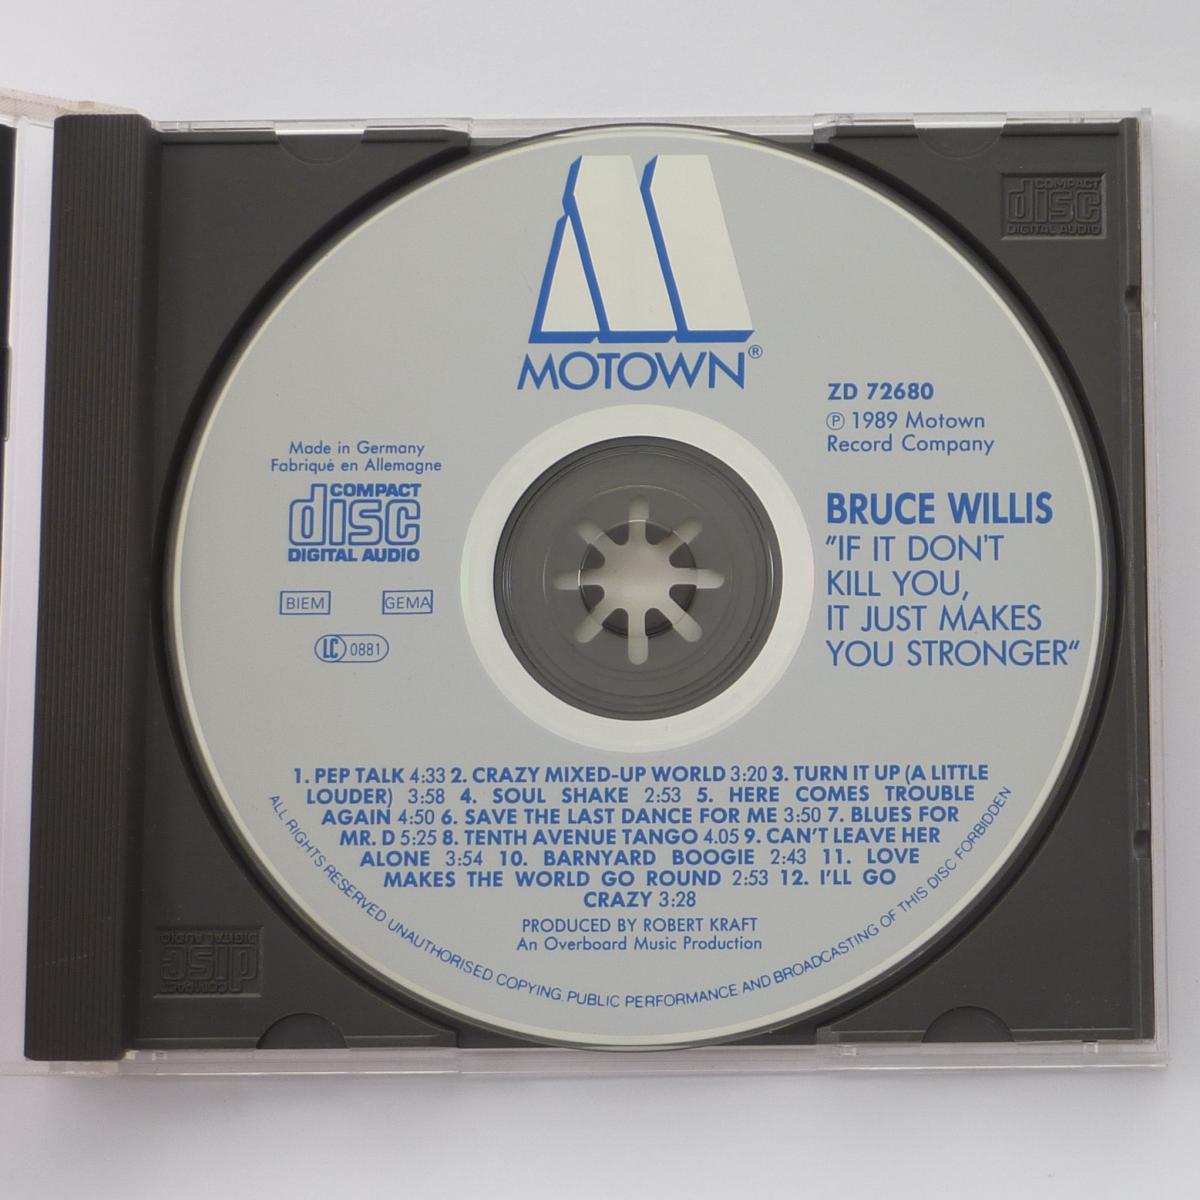 MOTOWN®
ZD 72680
℗ 1989 Motown
Record Company
Made in Germany
Fabriqué en Allemagne
COMPACT
disc
DIGITAL AUDIO
BIEM GEMA
LC 0881
BRUCE WILLIS
"IF IT DON'T
KILL YOU,
IT JUST MAKES
YOU STRONGER"
1. PEP TALK 4:33 2. CRAZY MIXED-UP WORLD 3:20 3. TURN IT UP (A LITTLE
LOUDER) 3:58 4. SOUL SHAKE 2:53 5. HERE COMES TROUBLE
AGAIN 4:50 6. SAVE THE LAST DANCE FOR ME 3:50 7. BLUES FOR
MR. D 5:25 8. TENTH AVENUE TANGO 4.05 9. CAN'T LEAVE HER
ALONE 3:54 10. BARNYARD BOOGIE 2:43 11. LOVE
MAKES THE WORLD GO ROUND 2:53 12. I'LL GO
CRAZY 3:28
PRODUCED BY ROBERT KRAFT
An Overboard Music Production
ALL RIGHTS RESERVED UNAUTHORISED COPYING. PUBLIC PERFORMANCE AND BROADCASTING OF THIS DISC FORBIDDEN
COMPACT
disc
DIGITAL AUDIO
COMPACT
disc
DIGITAL AUDIO